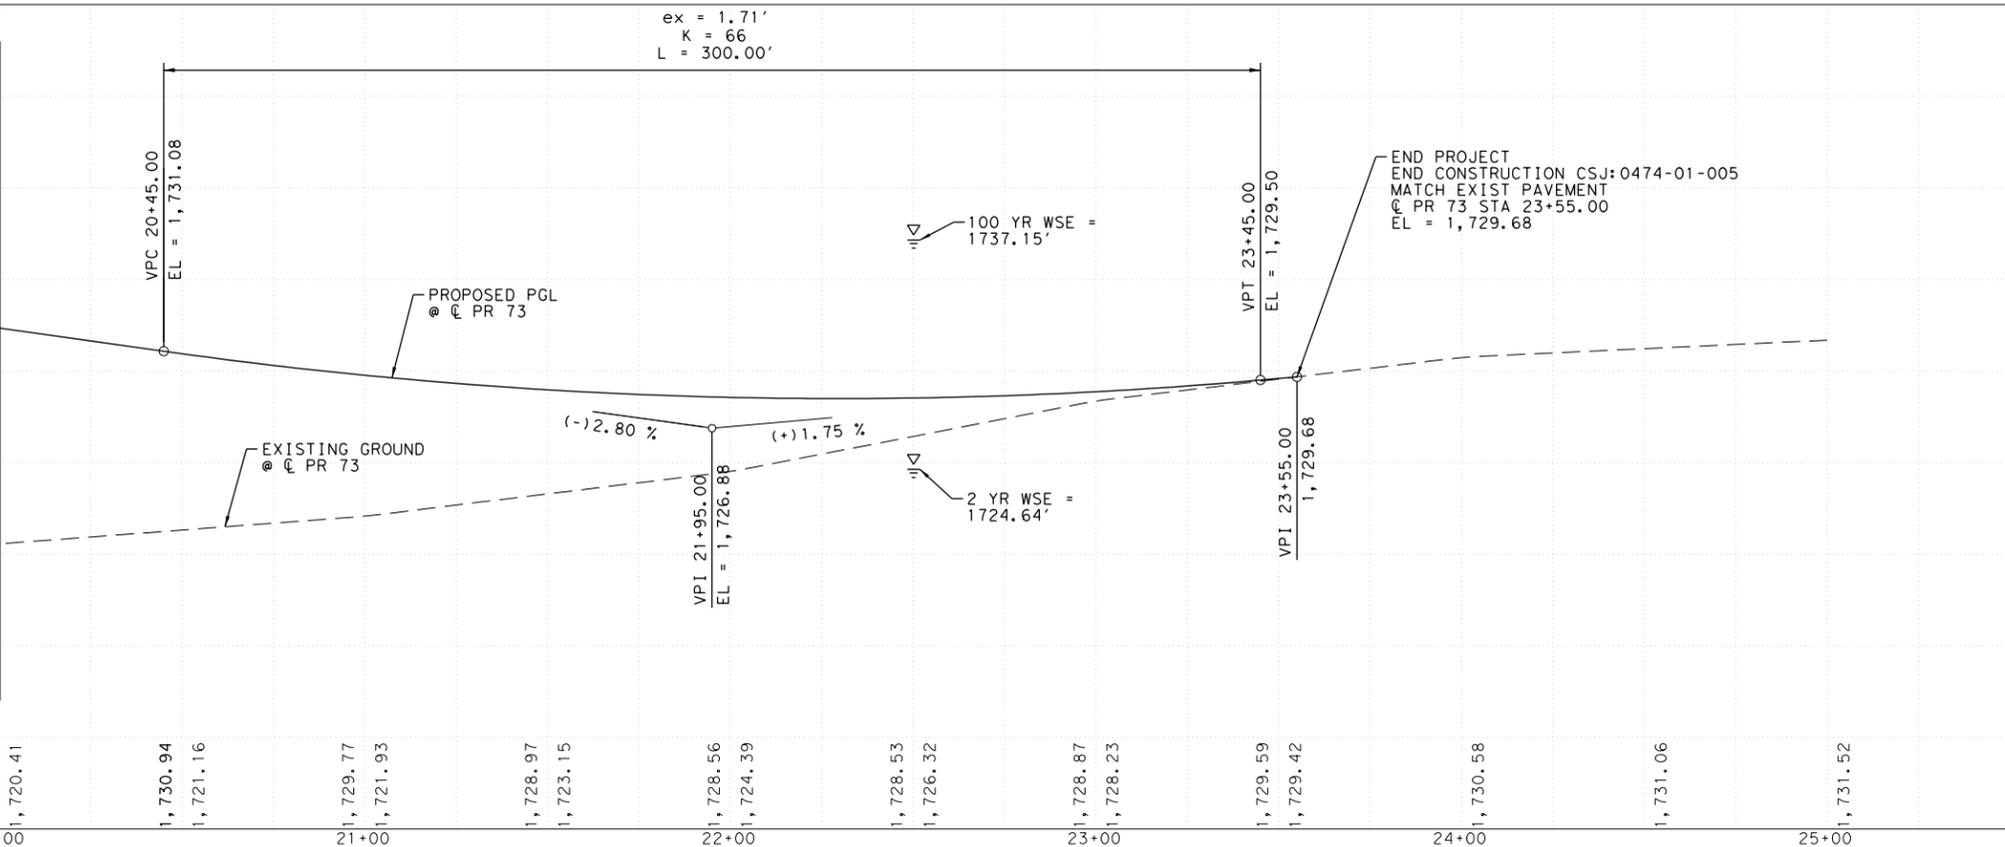 ex = 1.71'
K = 66
L = 300.00'
VPC 20+45.00
EL = 1,731.08
PROPOSED PGL
@ ℄ PR 73
EXISTING GROUND
@ ℄ PR 73
(-)2.80 %
(+)1.75 %
VPI 21+95.00
EL = 1,726.88
100 YR WSE =
1737.15'
2 YR WSE =
1724.64'
VPT 23+45.00
EL = 1,729.50
END PROJECT
END CONSTRUCTION CSJ:0474-01-005
MATCH EXIST PAVEMENT
℄ PR 73 STA 23+55.00
EL = 1,729.68
VPI 23+55.00
1,729.68
1,720.41
1,730.94
1,721.16
1,729.77
1,721.93
1,728.97
1,723.15
1,728.56
1,724.39
1,728.53
1,726.32
1,728.87
1,728.23
1,729.59
1,729.42
1,730.58
1,731.06
1,731.52
+00
21+00
22+00
23+00
24+00
25+00